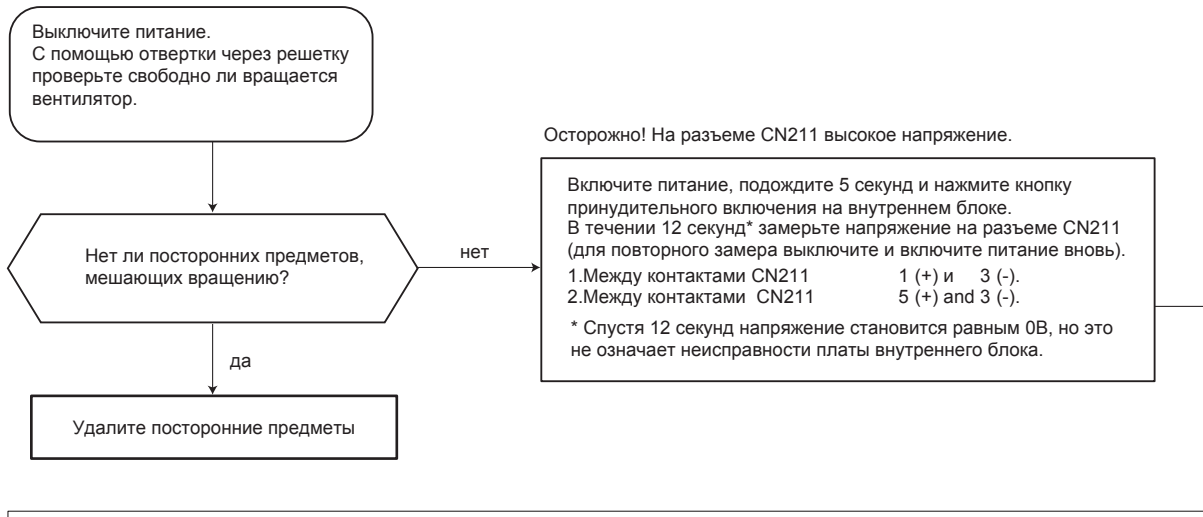 Выключите питание.
С помощью отвертки через решетку
проверьте свободно ли вращается
вентилятор.
Осторожно! На разъеме CN211 высокое напряжение.
Нет ли посторонних предметов,
мешающих вращению?
нет
Включите питание, подождите 5 секунд и нажмите кнопку
принудительного включения на внутреннем блоке.
В течении 12 секунд* замерьте напряжение на разъеме CN211
(для повторного замера выключите и включите питание вновь).
1.Между контактами CN211 1 (+) и 3 (-).
2.Между контактами CN211 5 (+) and 3 (-).
* Спустя 12 секунд напряжение становится равным 0В, но это
не означает неисправности платы внутреннего блока.
да
Удалите посторонние предметы